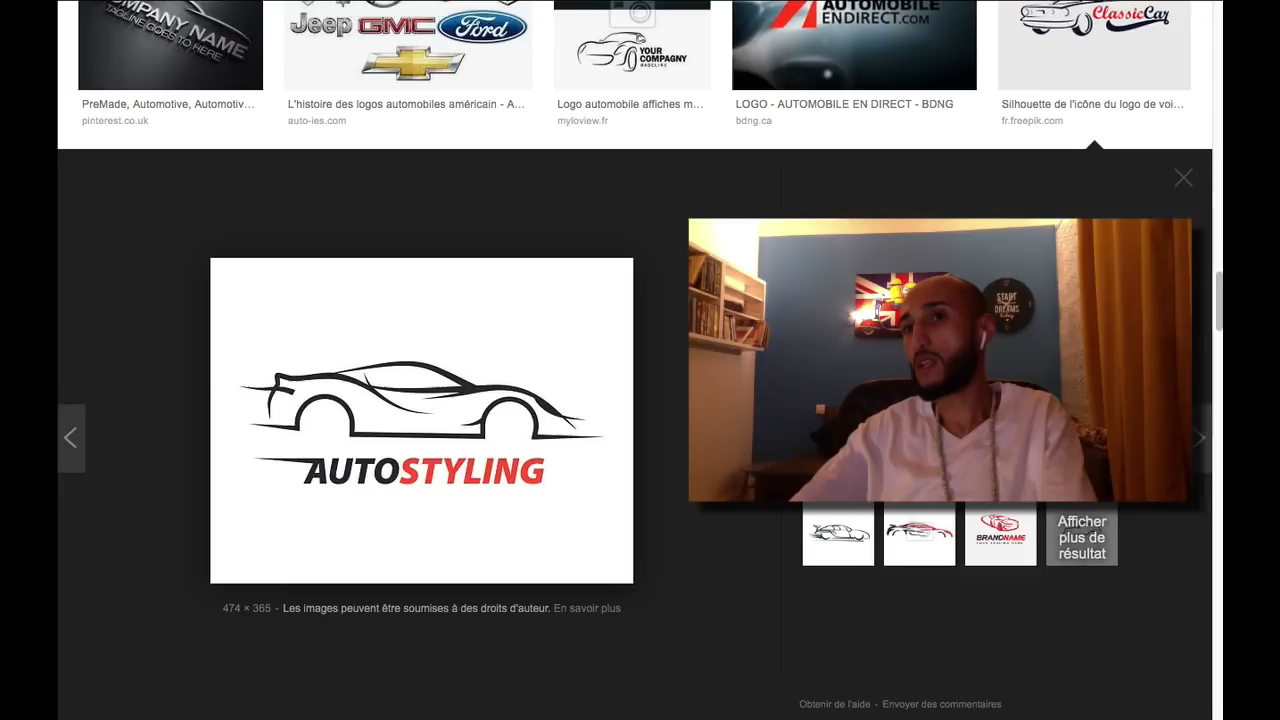 COMPANY NAME
TAGLINE GOES TO HERE
Jeep GMC Ford
YOUR
COMPAGNY
BASELINE
AUTOMOBILE
ENDIRECT.COM
ClassicCar
PreMade, Automotive, Automotiv…
L'histoire des logos automobiles américain - A…
Logo automobile affiches m…
LOGO - AUTOMOBILE EN DIRECT - BDNG
Silhouette de l'icône du logo de voi…
pinterest.co.uk
auto-ies.com
myloview.fr
bdng.ca
fr.freepik.com
START
DREAMS
AUTOSTYLING
BRANDNAME
Afficher
plus de
résultat
474 × 365 - Les images peuvent être soumises à des droits d'auteur. En savoir plus
Obtenir de l'aide - Envoyer des commentaires